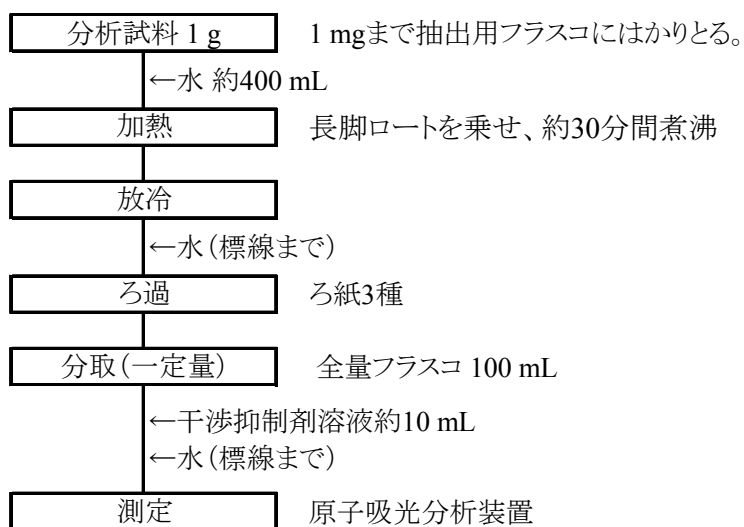 分析試料 1 g 1 mgまで抽出用フラスコにはかりとる。
←水 約400 mL
加熱 長脚ロートを乗せ、約30分間煮沸
放冷
←水(標線まで)
ろ過 ろ紙3種
分取(一定量) 全量フラスコ 100 mL
←干渉抑制剤溶液約10 mL
←水(標線まで)
測定 原子吸光分析装置